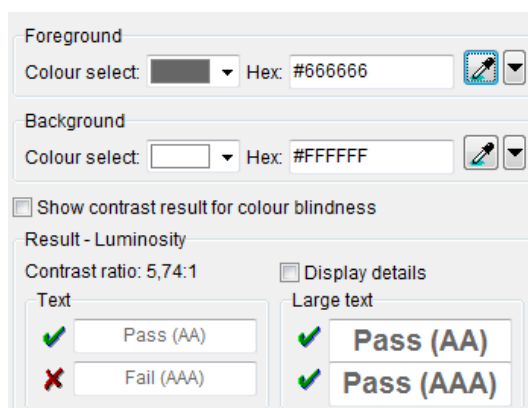 Foreground
Colour select: Hex: #666666
Background
Colour select: Hex: #FFFFFF
Show contrast result for colour blindness
Result - Luminosity
Contrast ratio: 5,74:1
Display details
Text
Pass (AA)
Fail (AAA)
Large text
Pass (AA)
Pass (AAA)